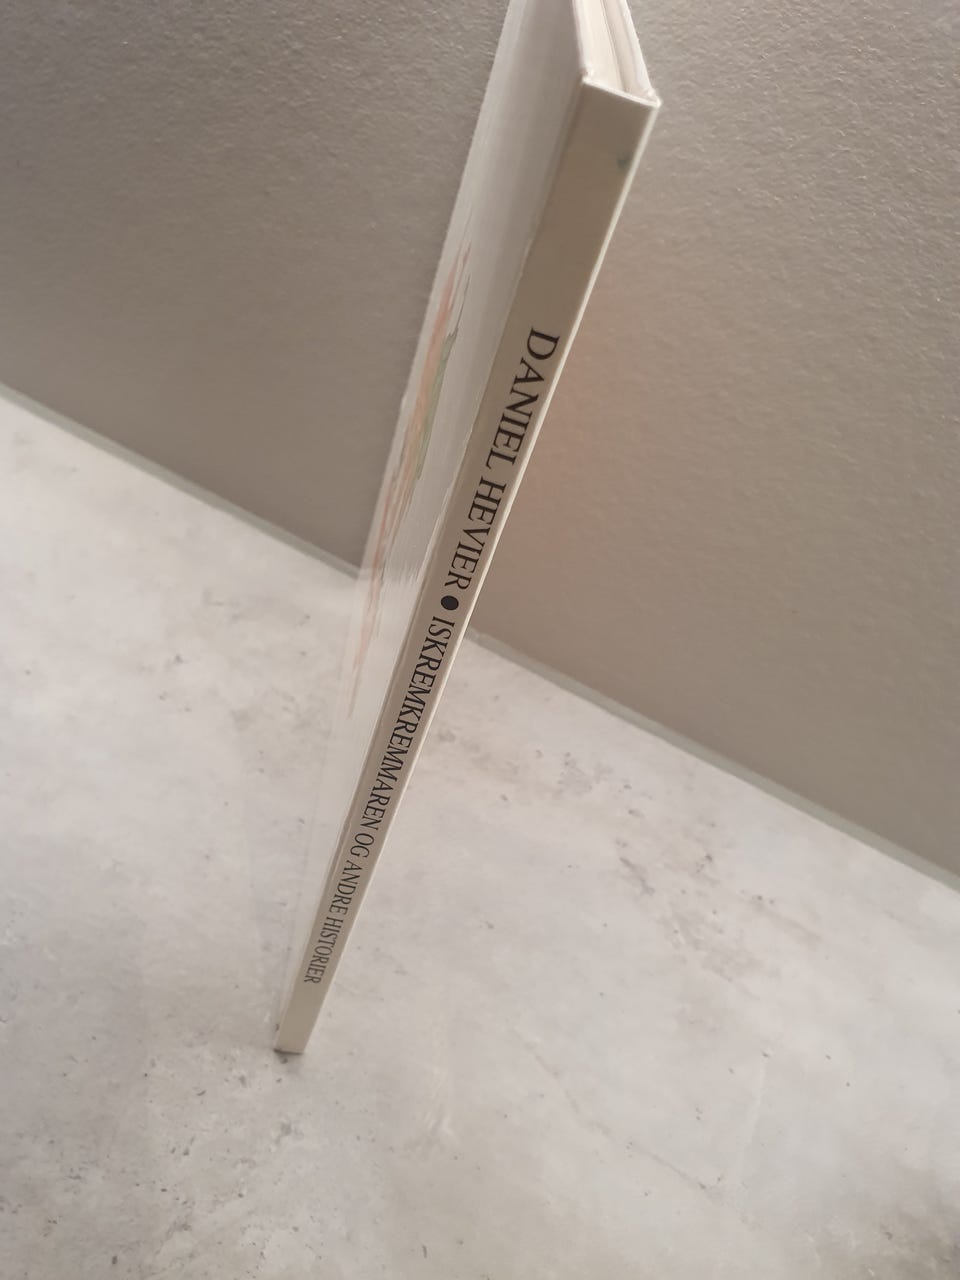 DANIEL HEVIER ● ISKREMKREMMAREN OG ANDRE HISTORIER